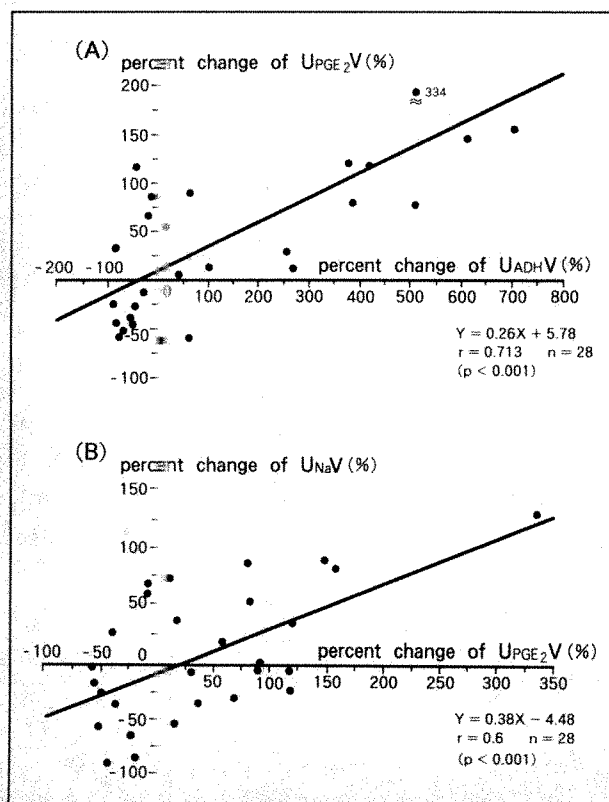 (A)
percent change of UPGE2V(%)
200
334
150
100
50
-200 -100 percent change of UADHV(%)
100 200 300 400 500 600 700 800
-50
-100
Y = 0.26X + 5.78
r = 0.713 n = 28
(p < 0.001)
(B)
percent change of UNaV(%)
150
100
50
-100 -50 0 percent change of UPGE2V(%)
50 100 150 200 250 300 350
-50
-100
Y = 0.38X - 4.48
r = 0.6 n = 28
(p < 0.001)